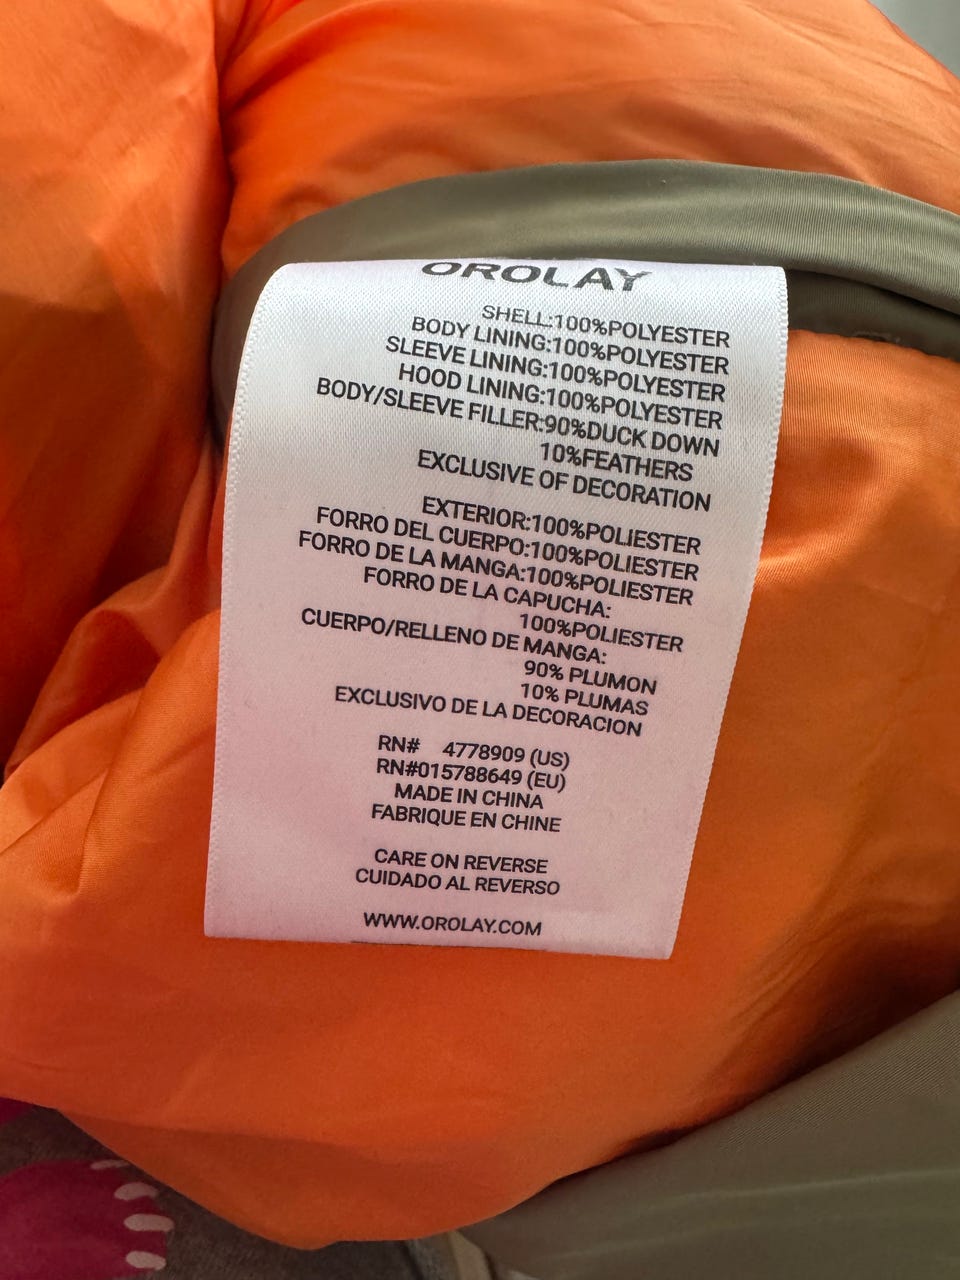 OROLAY
SHELL:100%POLYESTER
BODY LINING:100%POLYESTER
SLEEVE LINING:100%POLYESTER
HOOD LINING:100%POLYESTER
BODY/SLEEVE FILLER:90%DUCK DOWN
10%FEATHERS
EXCLUSIVE OF DECORATION
EXTERIOR:100%POLIESTER
FORRO DEL CUERPO:100%POLIESTER
FORRO DE LA MANGA:100%POLIESTER
FORRO DE LA CAPUCHA:
100%POLIESTER
CUERPO/RELLENO DE MANGA:
90% PLUMON
10% PLUMAS
EXCLUSIVO DE LA DECORACION
RN# 4778909 (US)
RN#015788649 (EU)
MADE IN CHINA
FABRIQUE EN CHINE
CARE ON REVERSE
CUIDADO AL REVERSO
WWW.OROLAY.COM